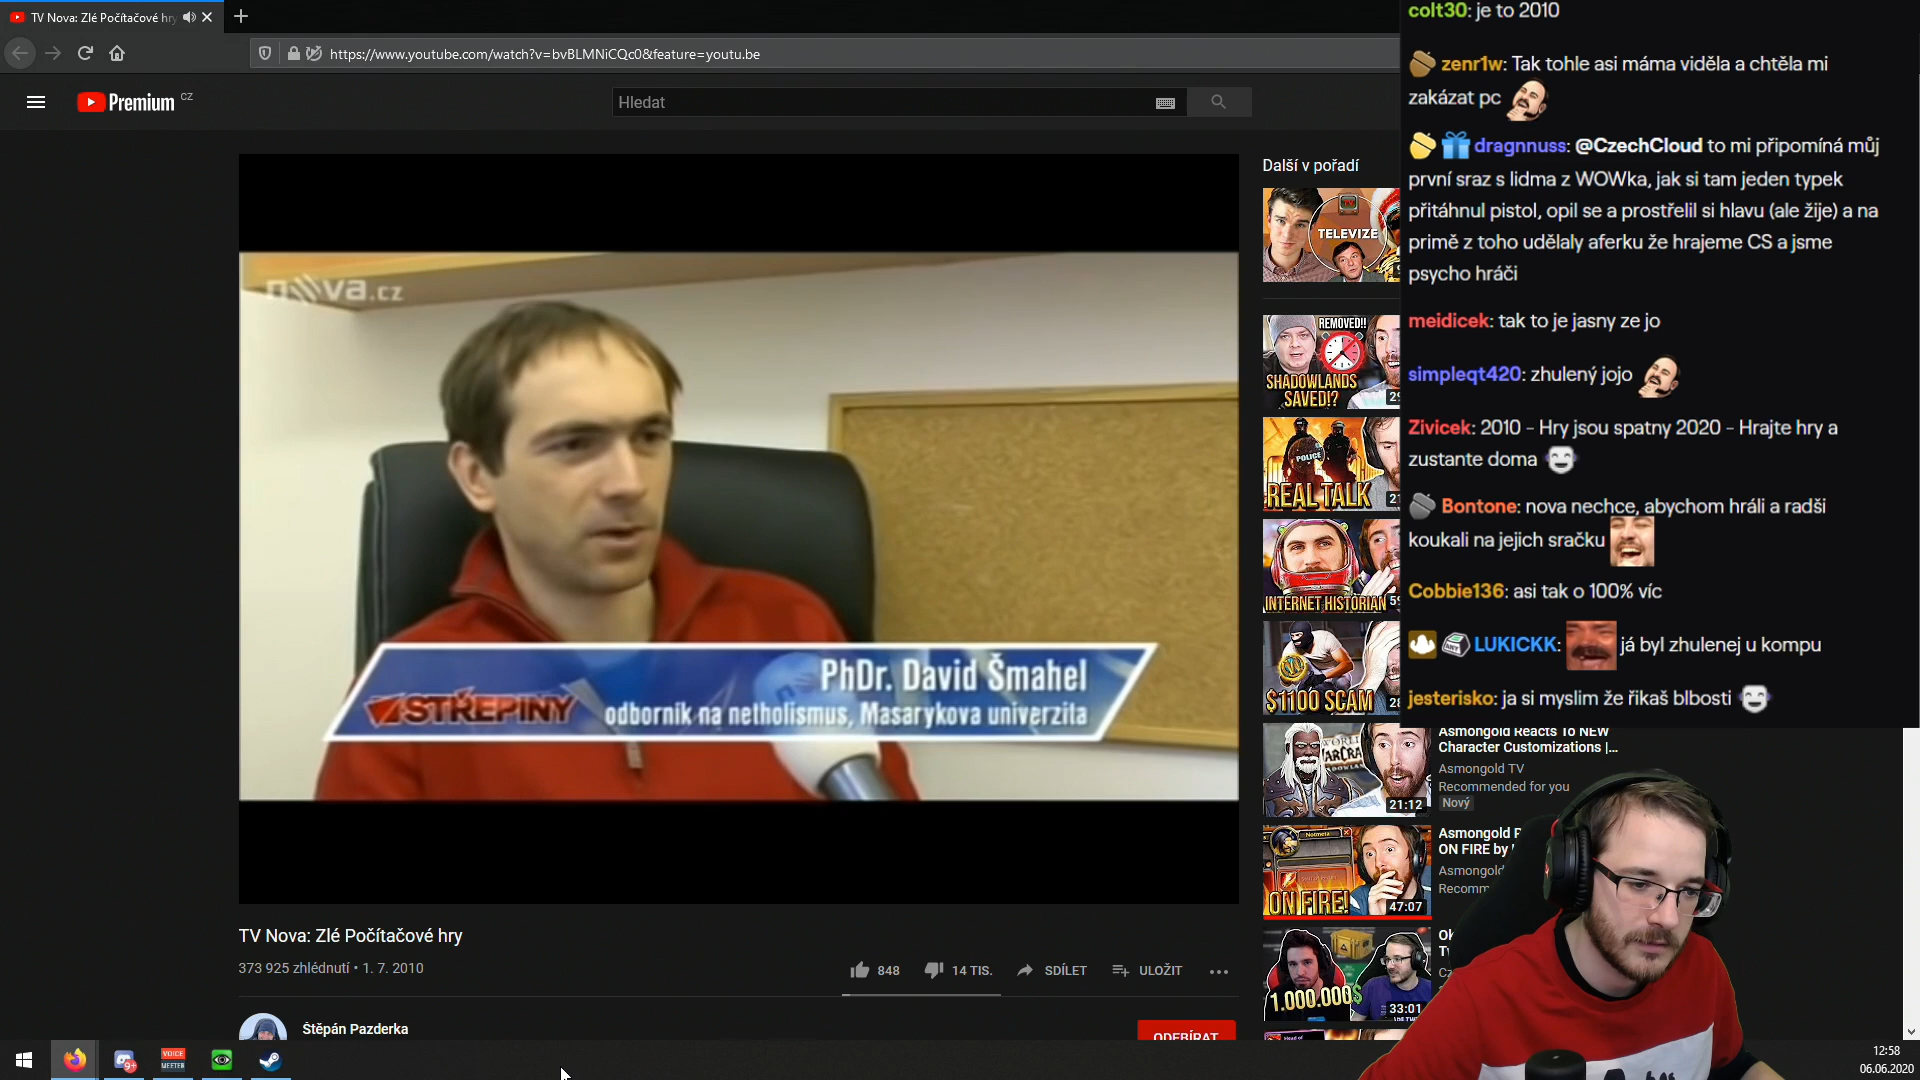 TV Nova: Zlé Počítačové hry
https://www.youtube.com/watch?v=bvBLMNiCQc0&feature=youtu.be
Premium CZ
Hledat
nova.cz
STŘEPINY
PhDr. David Šmahel
odborník na netholismus, Masarykova univerzita
TV Nova: Zlé Počítačové hry
373 925 zhlédnutí • 1. 7. 2010
848
14 TIS.
SDÍLET
ULOŽIT
Štěpán Pazderka
ODEBÍRAT
Další v pořadí
TELEVIZE
REMOVED!!
SHADOWLANDS
SAVED!?
POLICE
REAL TALK
INTERNET HISTORIAN
$1100 SCAM
21:12
Asmongold Reacts To NEW
Character Customizations |...
Asmongold TV
Recommended for you
Nový
ON FIRE!
47:07
Asmongold
ON FIRE by
1.000.000$
33:01
colt30: je to 2010
zenr1w: Tak tohle asi máma viděla a chtěla mi
zakázat pc
dragnnuss: @CzechCloud to mi připomíná můj
první sraz s lidma z WOWka, jak si tam jeden typek
přitáhnul pistol, opil se a prostřelil si hlavu (ale žije) a na
primě z toho udělaly aferku že hrajeme CS a jsme
psycho hráči
meidicek: tak to je jasny ze jo
simpleqt420: zhulený jojo
Zivicek: 2010 - Hry jsou spatny 2020 - Hrajte hry a
zustante doma
Bontone: nova nechce, abychom hráli a radši
koukali na jejich sračku
Cobbie136: asi tak o 100% víc
LUKICKK: já byl zhulenej u kompu
jesterisko: ja si myslim že řikaš blbosti
VOICE
MEETER
9+
12:58
06.06.2020